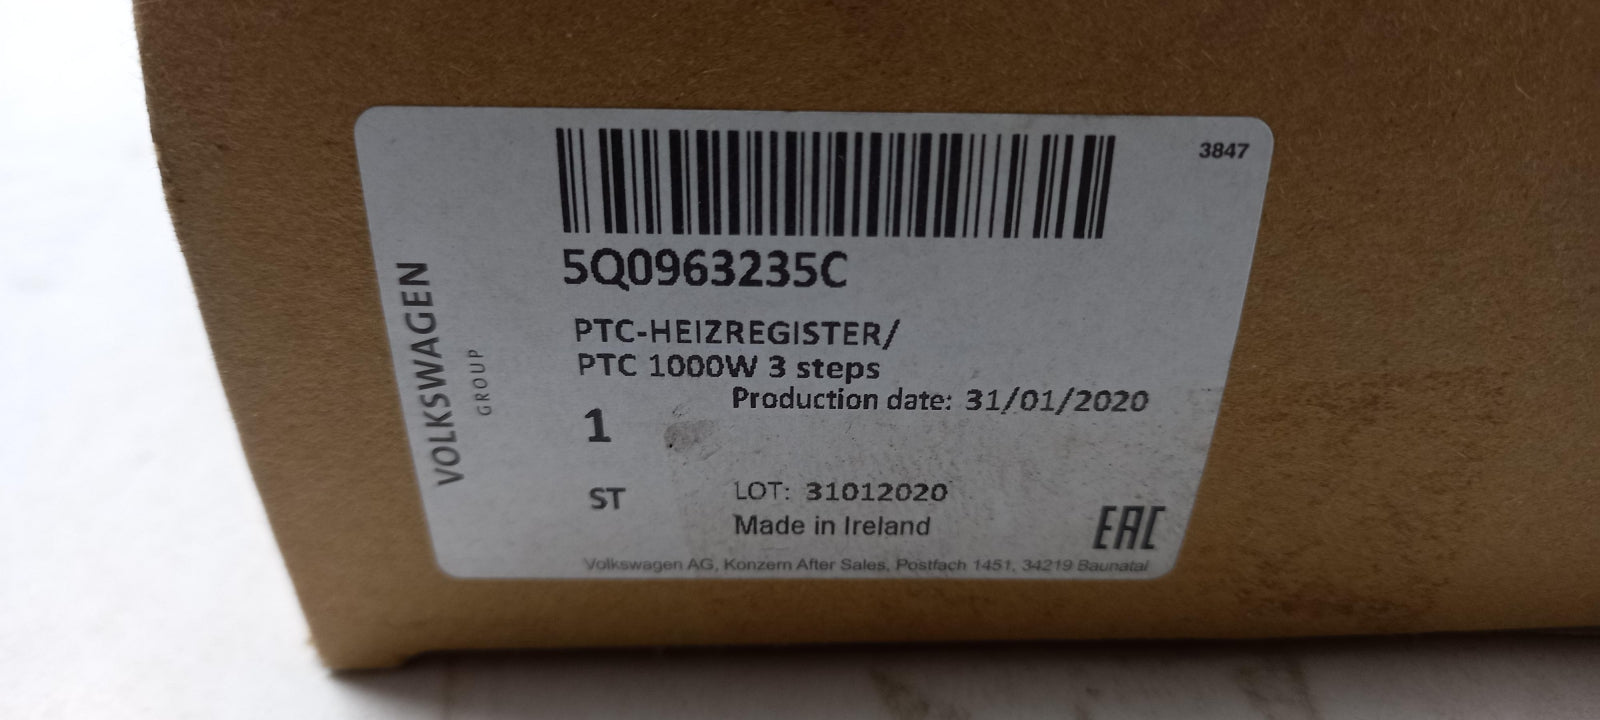 3847
5Q0963235C
PTC-HEIZREGISTER/
PTC 1000W 3 steps
Production date: 31/01/2020
1
ST
LOT: 31012020
Made in Ireland
EAC
Volkswagen AG, Konzern After Sales, Postfach 1451, 34219 Baunatal
VOLKSWAGEN
GROUP